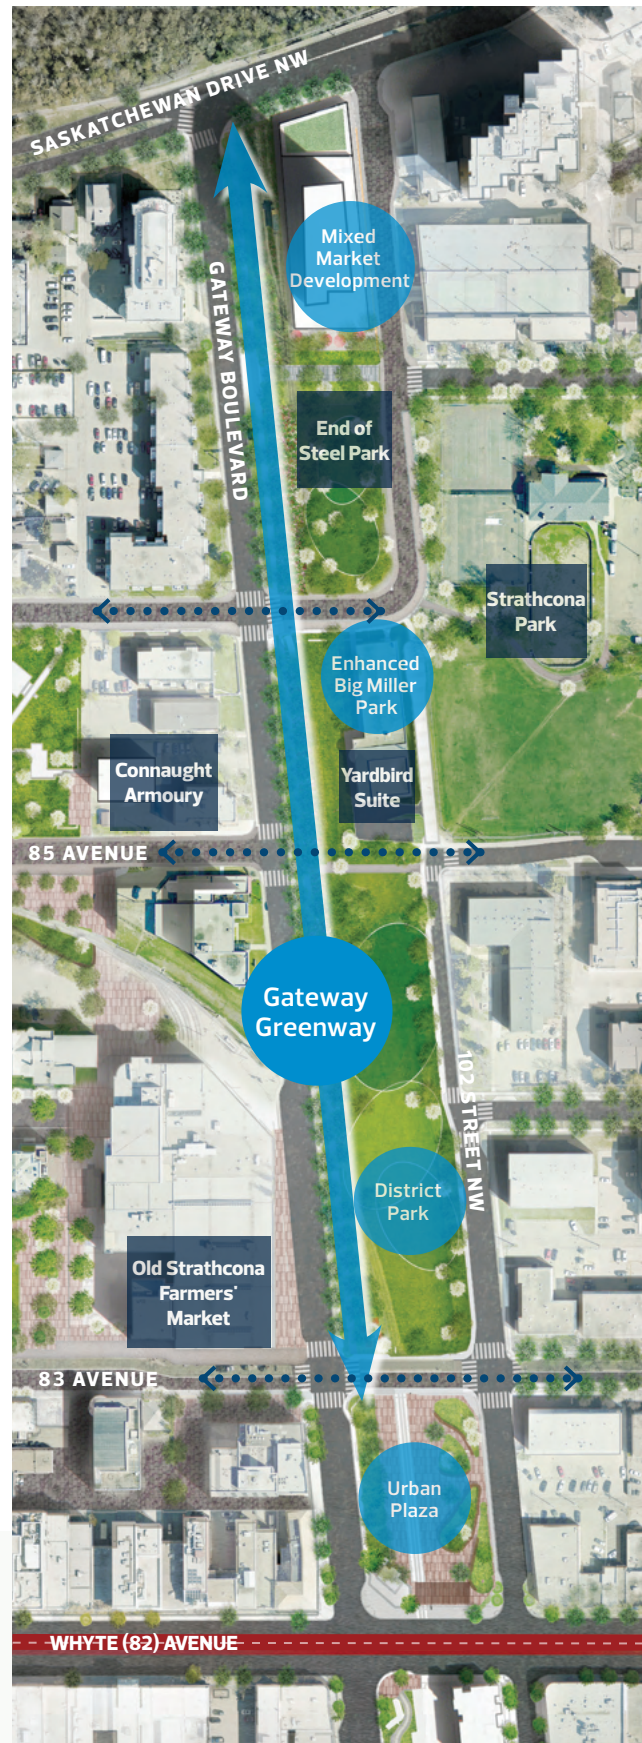 SASKATCHEWAN DRIVE NW
Mixed
Market
Development
GATEWAY BOULEVARD
End of
Steel Park
Strathcona
Park
Enhanced
Big Miller
Park
Connaught
Armoury
Yardbird
Suite
85 AVENUE
Gateway
Greenway
102 STREET NW
District
Park
Old Strathcona
Farmers'
Market
83 AVENUE
Urban
Plaza
WHYTE (82) AVENUE